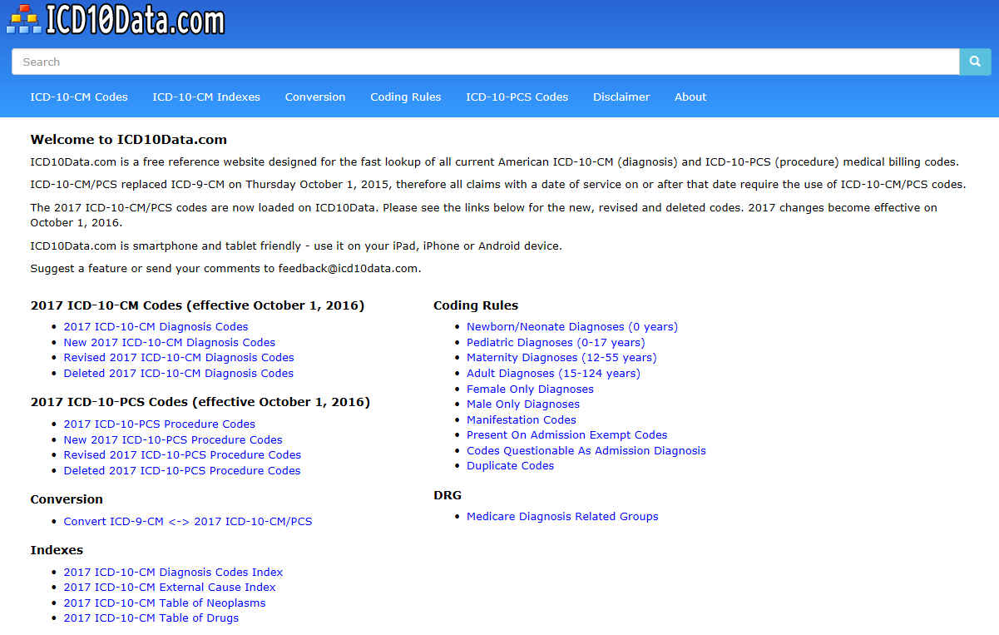 ICD10Data.com
Search
ICD-10-CM Codes ICD-10-CM Indexes Conversion Coding Rules ICD-10-PCS Codes Disclaimer About
Welcome to ICD10Data.com
ICD10Data.com is a free reference website designed for the fast lookup of all current American ICD-10-CM (diagnosis) and ICD-10-PCS (procedure) medical billing codes.
ICD-10-CM/PCS replaced ICD-9-CM on Thursday October 1, 2015, therefore all claims with a date of service on or after that date require the use of ICD-10-CM/PCS codes.
The 2017 ICD-10-CM/PCS codes are now loaded on ICD10Data. Please see the links below for the new, revised and deleted codes. 2017 changes become effective on
October 1, 2016.
ICD10Data.com is smartphone and tablet friendly - use it on your iPad, iPhone or Android device.
Suggest a feature or send your comments to feedback@icd10data.com.
2017 ICD-10-CM Codes (effective October 1, 2016)
• 2017 ICD-10-CM Diagnosis Codes
• New 2017 ICD-10-CM Diagnosis Codes
• Revised 2017 ICD-10-CM Diagnosis Codes
• Deleted 2017 ICD-10-CM Diagnosis Codes
2017 ICD-10-PCS Codes (effective October 1, 2016)
• 2017 ICD-10-PCS Procedure Codes
• New 2017 ICD-10-PCS Procedure Codes
• Revised 2017 ICD-10-PCS Procedure Codes
• Deleted 2017 ICD-10-PCS Procedure Codes
Conversion
• Convert ICD-9-CM <-> 2017 ICD-10-CM/PCS
Indexes
• 2017 ICD-10-CM Diagnosis Codes Index
• 2017 ICD-10-CM External Cause Index
• 2017 ICD-10-CM Table of Neoplasms
• 2017 ICD-10-CM Table of Drugs
Coding Rules
• Newborn/Neonate Diagnoses (0 years)
• Pediatric Diagnoses (0-17 years)
• Maternity Diagnoses (12-55 years)
• Adult Diagnoses (15-124 years)
• Female Only Diagnoses
• Male Only Diagnoses
• Manifestation Codes
• Present On Admission Exempt Codes
• Codes Questionable As Admission Diagnosis
• Duplicate Codes
DRG
• Medicare Diagnosis Related Groups